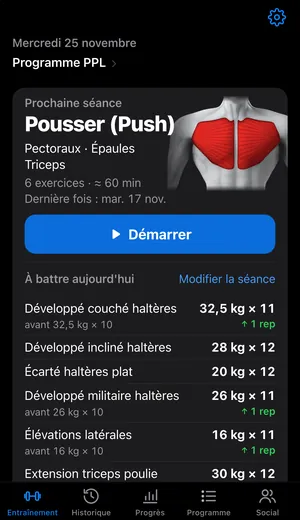 Mercredi 25 novembre
Programme PPL
Prochaine séance
Pousser (Push)
Pectoraux · Épaules
Triceps
6 exercices · ≈ 60 min
Dernière fois : mar. 17 nov.
Démarrer
À battre aujourd'hui Modifier la séance
Développé couché haltères 32,5 kg × 11
avant 32,5 kg × 10 ↑ 1 rep
Développé incliné haltères 28 kg × 12
Écarté haltères plat 20 kg × 12
Développé militaire haltères 26 kg × 11
avant 26 kg × 10 ↑ 1 rep
Élévations latérales 16 kg × 11
avant 16 kg × 10 ↑ 1 rep
Extension triceps poulie 30 kg × 12
Entraînement Historique Progrès Programme Social